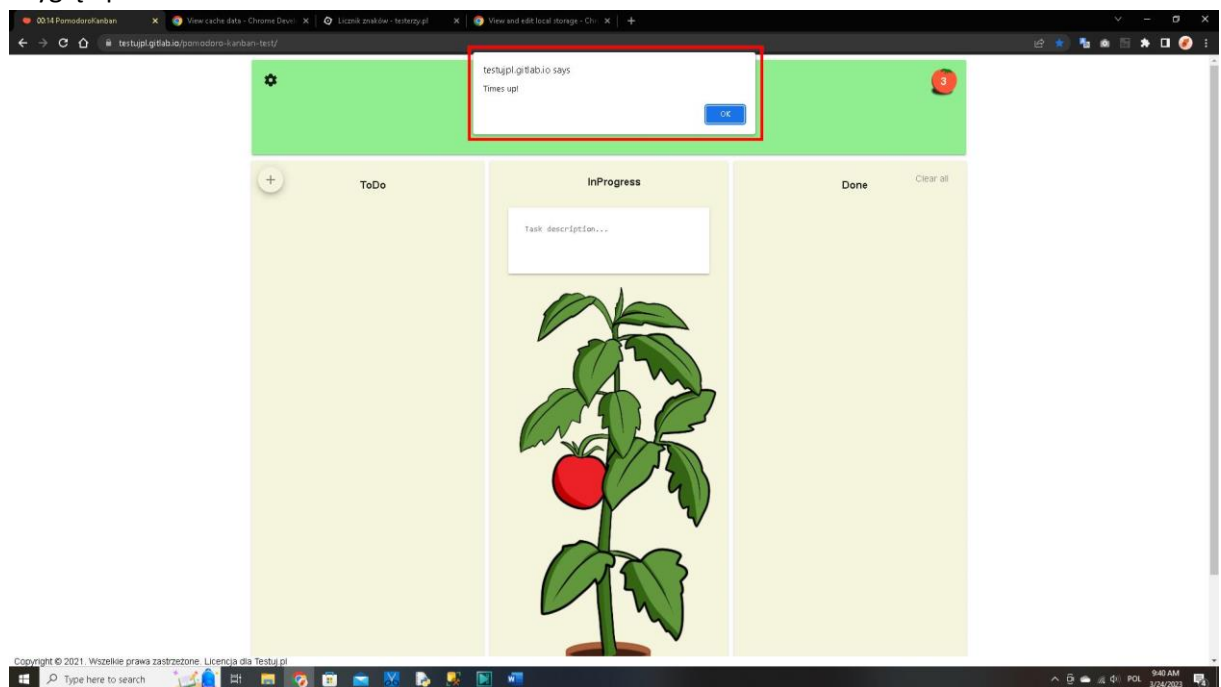 00:14 PomodoroKanban
View cache data - Chrome Devel
Licznik znaków - testerzy.pl
View and edit local storage - Chr
testujpl.gitlab.io/pomodoro-kanban-test/
testujpl.gitlab.io says
Times up!
OK
3
ToDo
InProgress
Done
Clear all
Task description...
Copyright © 2021. Wszelkie prawa zastrzeżone. Licencja dla Testuj.pl
Type here to search
POL
9:40 AM
3/24/2023